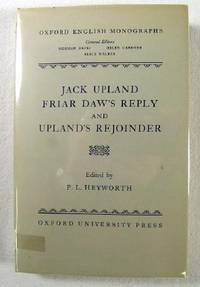 OXFORD ENGLISH MONOGRAPHS
General Editors
NORMAN DAVIS HELEN GARDNER
ALICE WALKER
JACK UPLAND
FRIAR DAW'S REPLY
AND
UPLAND'S REJOINDER
Edited by
P. L. HEYWORTH
OXFORD UNIVERSITY PRESS